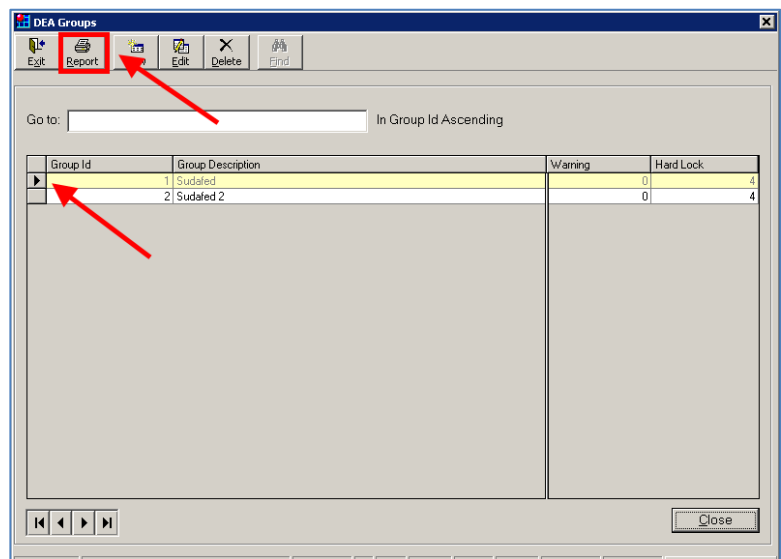 DEA Groups
Exit Report Edit Delete Find
Go to: In Group Id Ascending
Group Id Group Description Warning Hard Lock
1 Sudafed 0 4
2 Sudafed 2 0 4
Close